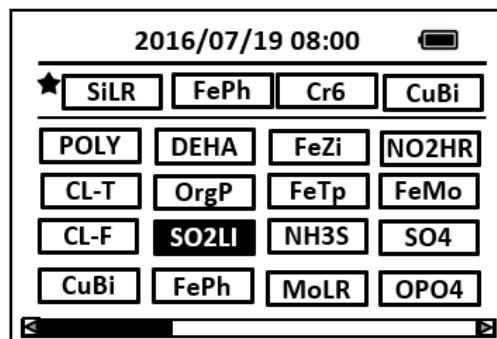 2016/07/19 08:00
SiLR FePh Cr6 CuBi
POLY DEHA FeZi NO2HR
CL-T OrgP FeTp FeMo
CL-F SO2LI NH3S SO4
CuBi FePh MoLR OPO4